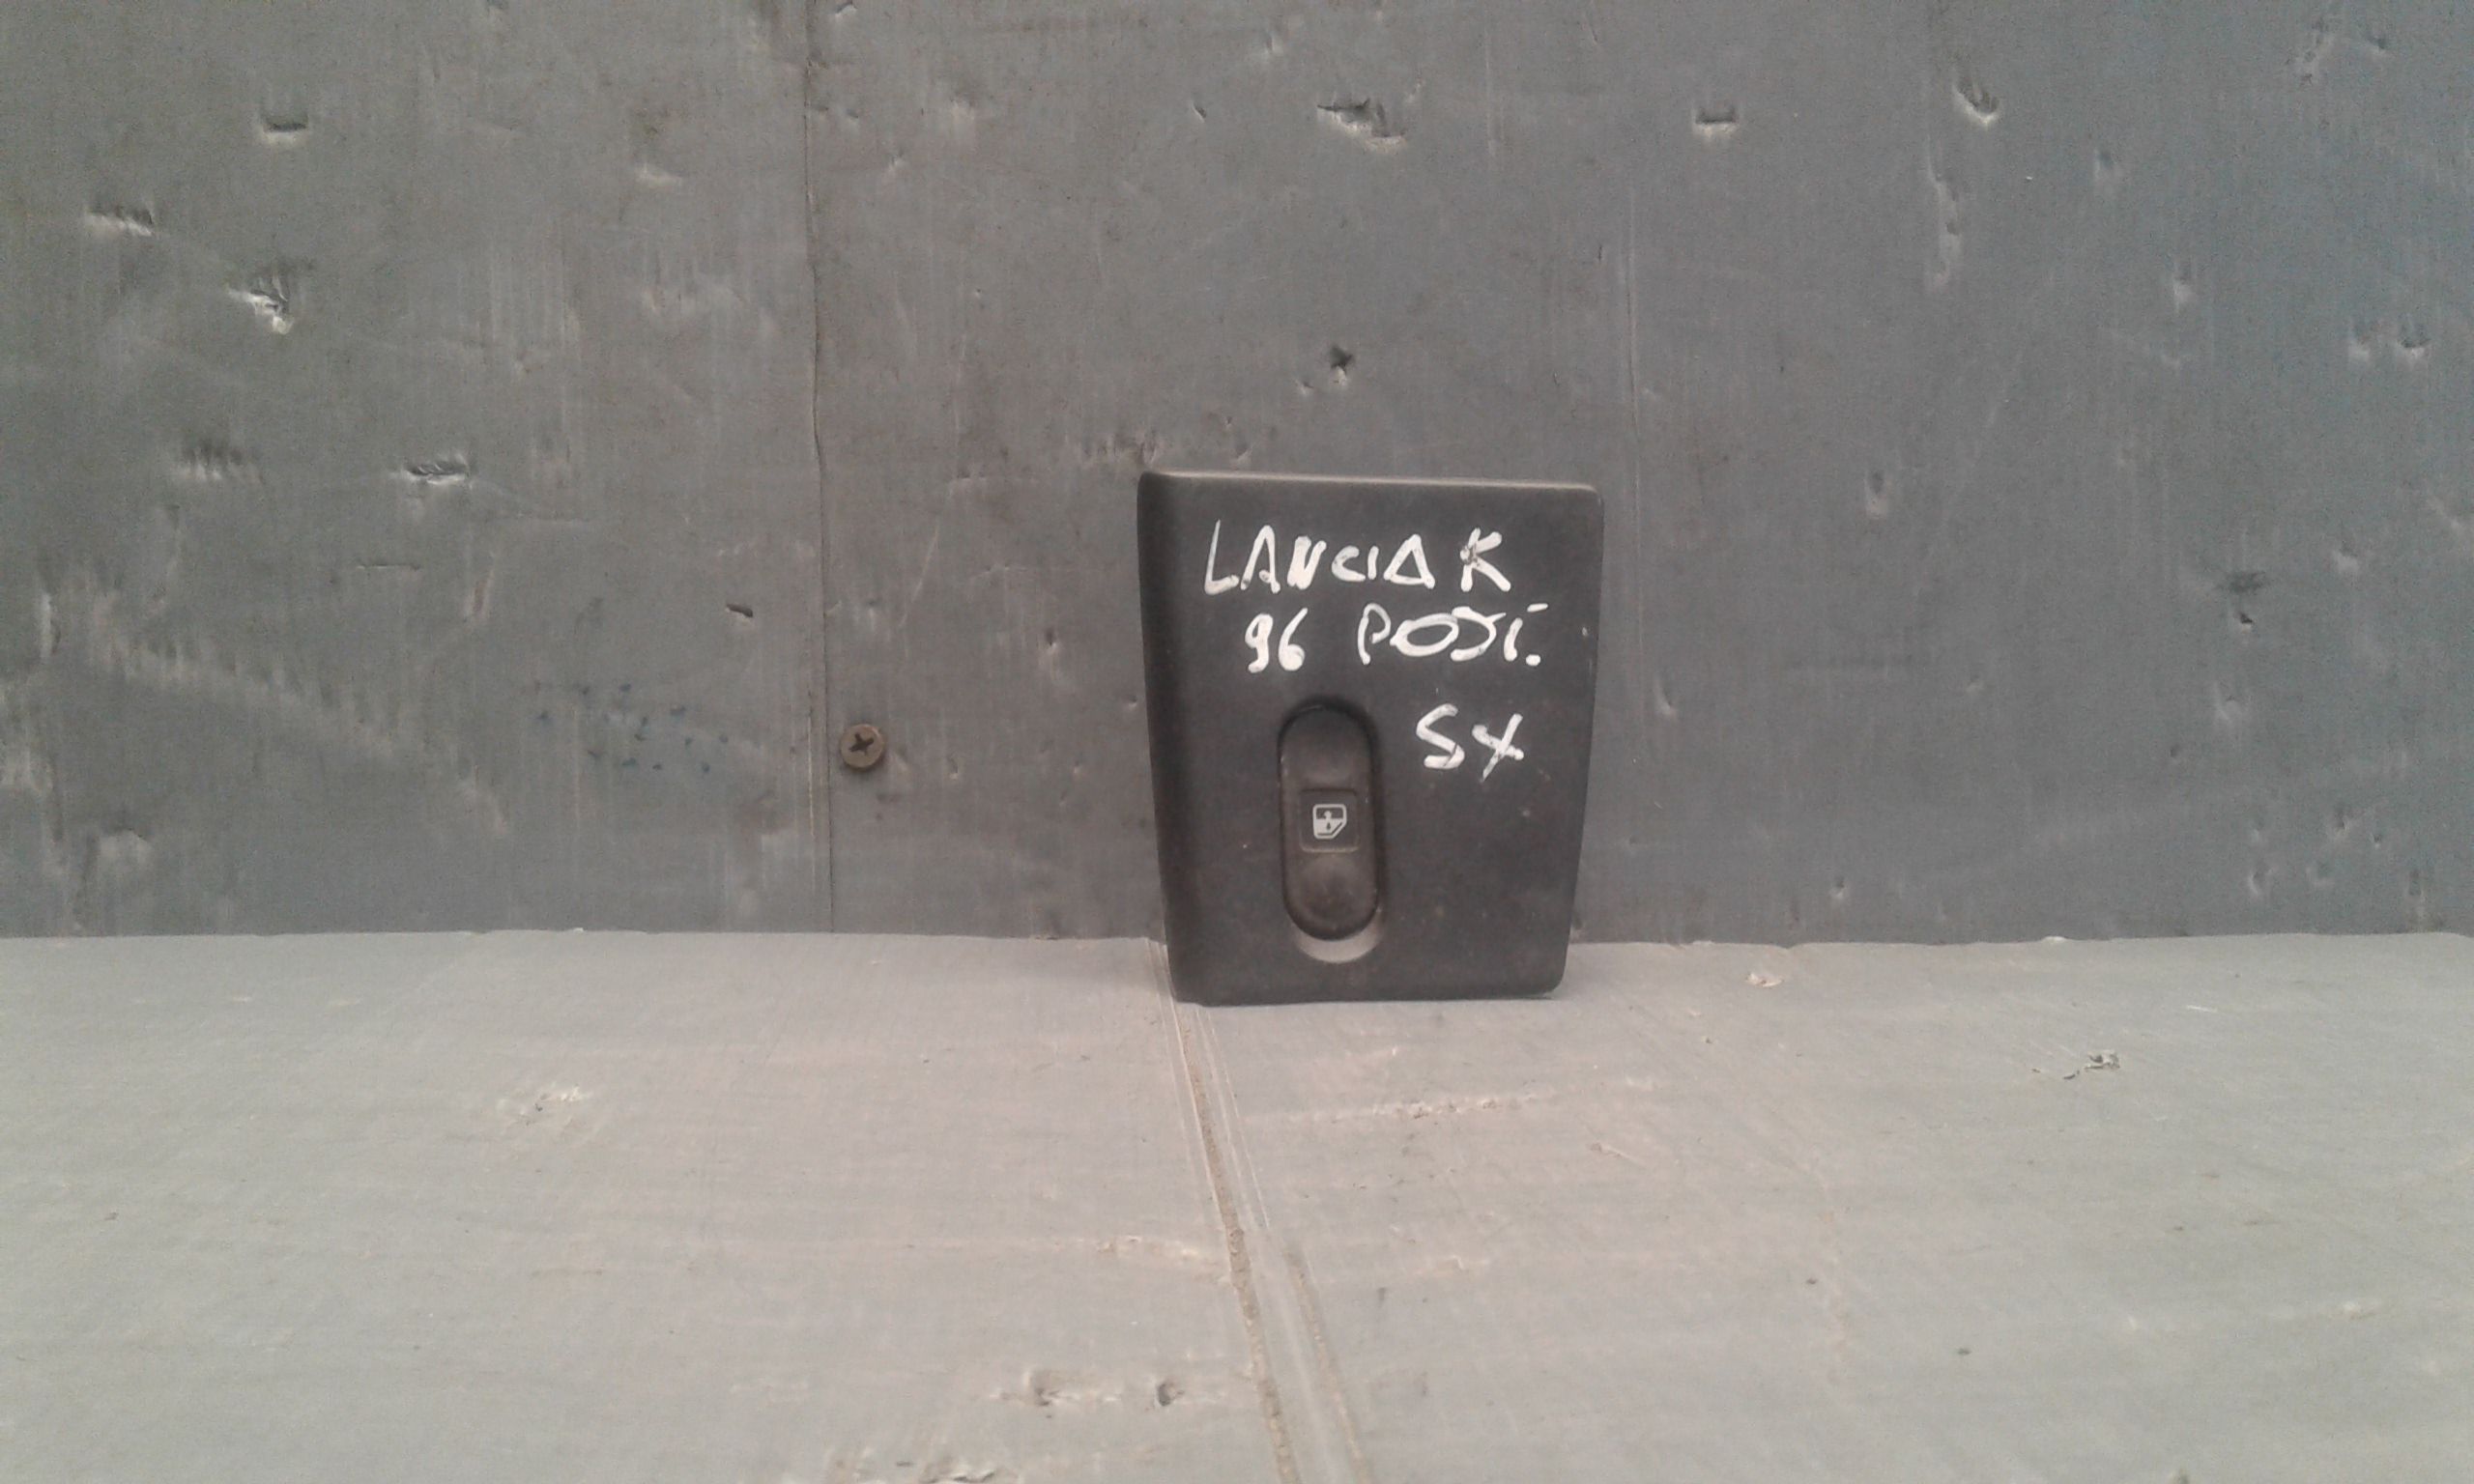 LANCIA K
96 POST.
SX